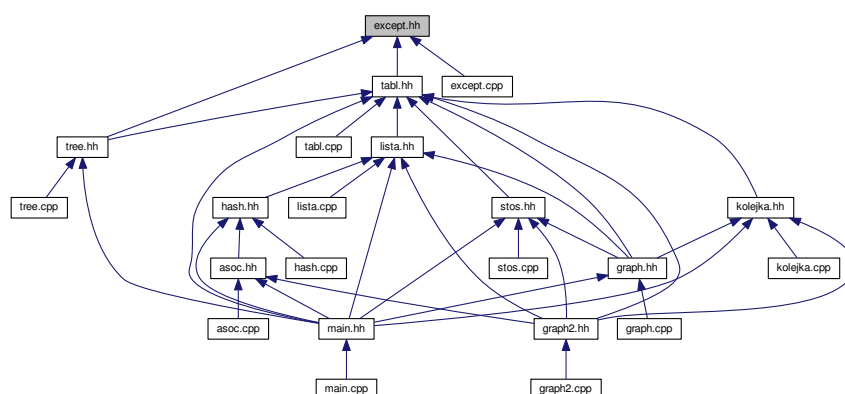 except.hh
tabl.hh
except.cpp
tree.hh
tabl.cpp
lista.hh
tree.cpp
hash.hh
lista.cpp
stos.hh
kolejka.hh
asoc.hh
hash.cpp
stos.cpp
graph.hh
kolejka.cpp
asoc.cpp
main.hh
graph2.hh
graph.cpp
main.cpp
graph2.cpp